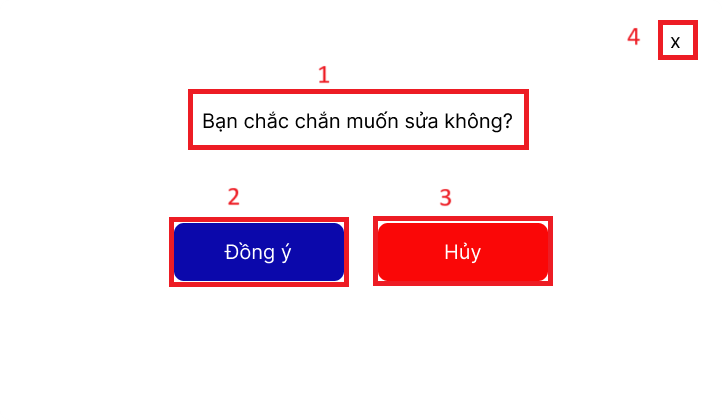 4
x
1
Bạn chắc chắn muốn sửa không?
2
3
Đồng ý
Hủy